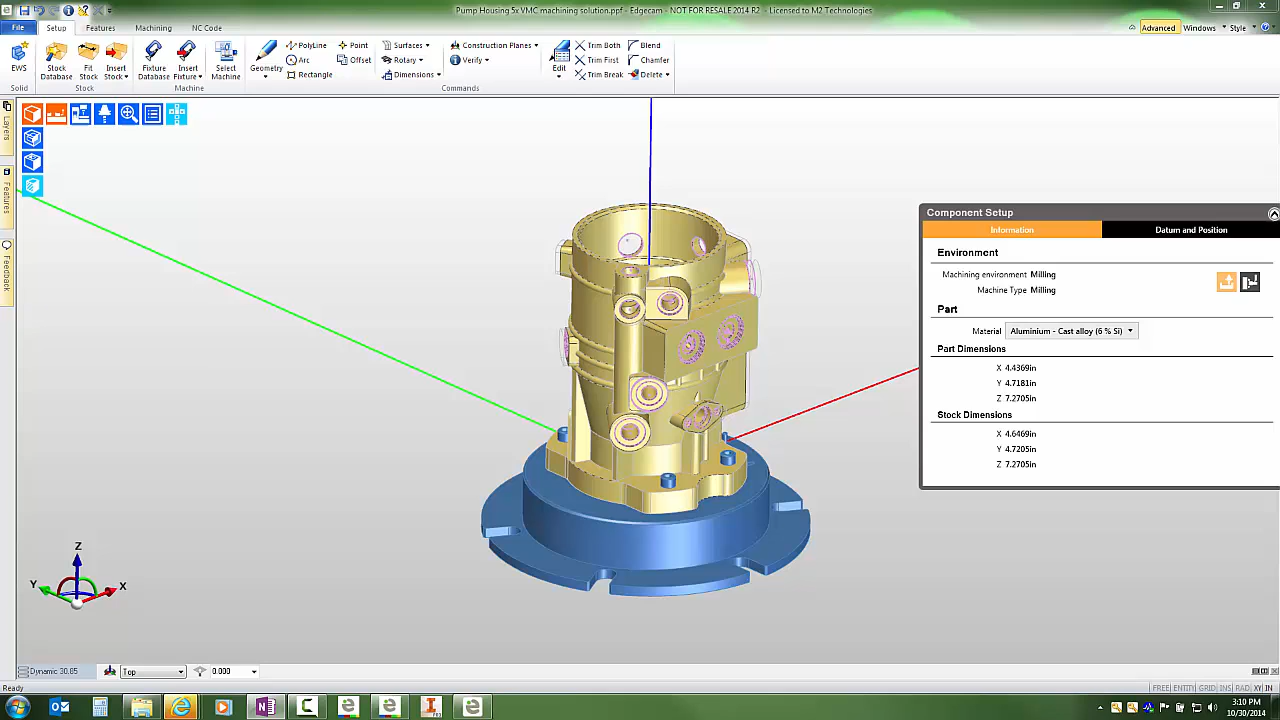 Pump Housing 5x VMC machining solution.ppf - Edgecam - NOT FOR RESALE 2014 R2 - Licensed to M2 Technologies
File Setup Features Machining NC Code
Advanced Windows Style
EWS
Stock Database
Fit Stock
Insert Stock
Fixture Database
Insert Fixture
Select Machine
Geometry
PolyLine
Arc
Rectangle
Point
Offset
Surfaces
Rotary
Dimensions
Construction Planes
Verify
Edit
Trim Both
Trim First
Trim Break
Blend
Chamfer
Delete
Solid Stock Machine Commands
Layers
Features
Feedback
Component Setup
Information Datum and Position
Environment
Machining environment Milling
Machine Type Milling
Part
Material Aluminium - Cast alloy (6 % Si)
Part Dimensions
X 4.4369in
Y 4.7181in
Z 7.2705in
Stock Dimensions
X 4.6469in
Y 4.7205in
Z 7.2705in
Z
Y X
Dynamic 30.85 Top 0.000
Ready
FREE ENTITY GRID INS RAD XY IN
3:10 PM
10/30/2014